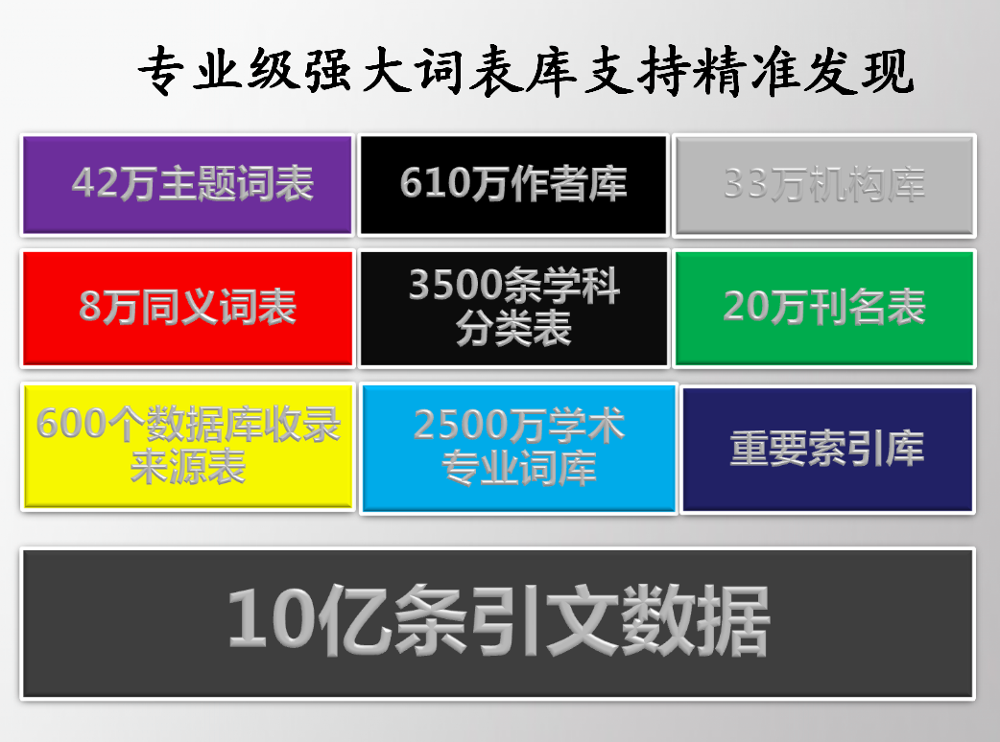 专业级强大词表库支持精准发现
42万主题词表
610万作者库
33万机构库
8万同义词表
3500条学科
分类表
20万刊名表
600个数据库收录
来源表
2500万学术
专业词库
重要索引库
10亿条引文数据